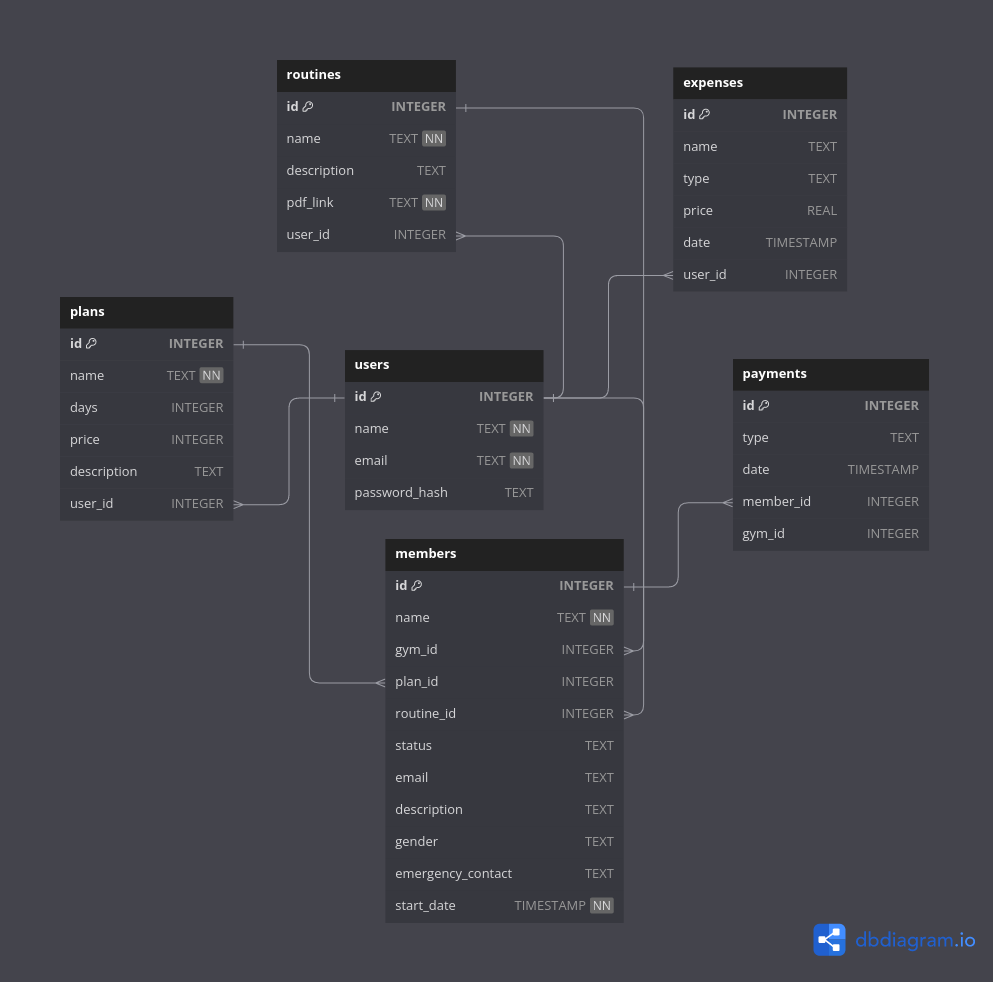 routines
id INTEGER
name TEXT NN
description TEXT
pdf_link TEXT NN
user_id INTEGER
expenses
id INTEGER
name TEXT
type TEXT
price REAL
date TIMESTAMP
user_id INTEGER
plans
id INTEGER
name TEXT NN
days INTEGER
price INTEGER
description TEXT
user_id INTEGER
users
id INTEGER
name TEXT NN
email TEXT NN
password_hash TEXT
payments
id INTEGER
type TEXT
date TIMESTAMP
member_id INTEGER
gym_id INTEGER
members
id INTEGER
name TEXT NN
gym_id INTEGER
plan_id INTEGER
routine_id INTEGER
status TEXT
email TEXT
description TEXT
gender TEXT
emergency_contact TEXT
start_date TIMESTAMP NN
dbdiagram.io